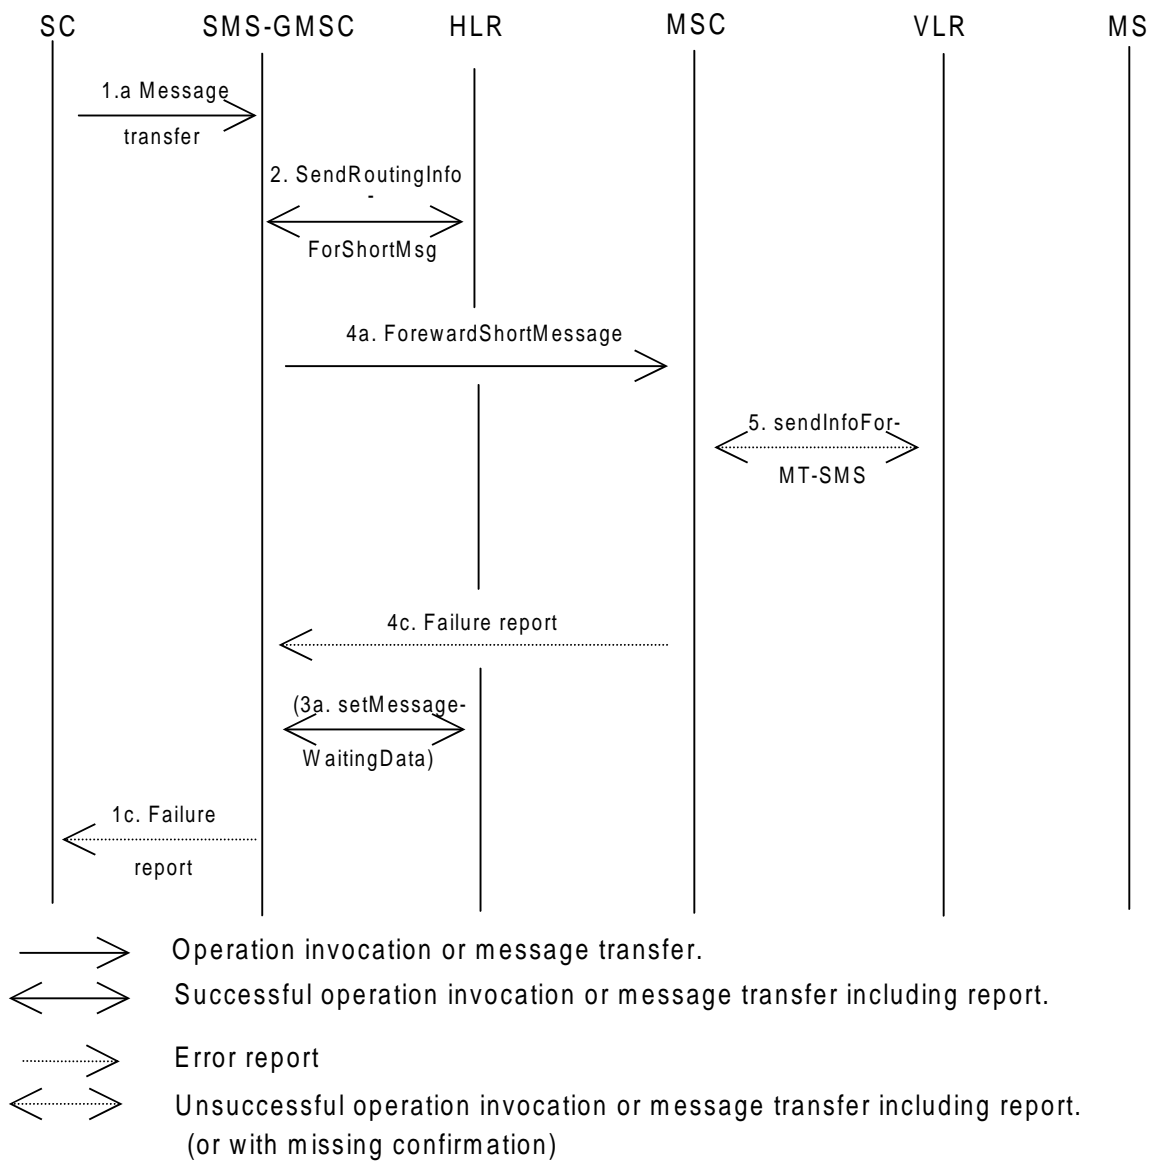 SC SMS-GMSC HLR MSC VLR MS
1.a Message
transfer
2. SendRoutingInfo
-
ForShortMsg
4a. ForewardShortMessage
5. sendInfoFor-
MT-SMS
4c. Failure report
(3a. setMessage-
WaitingData)
1c. Failure
report
Operation invocation or message transfer.
Successful operation invocation or message transfer including report.
Error report
Unsuccessful operation invocation or message transfer including report.
(or with missing confirmation)